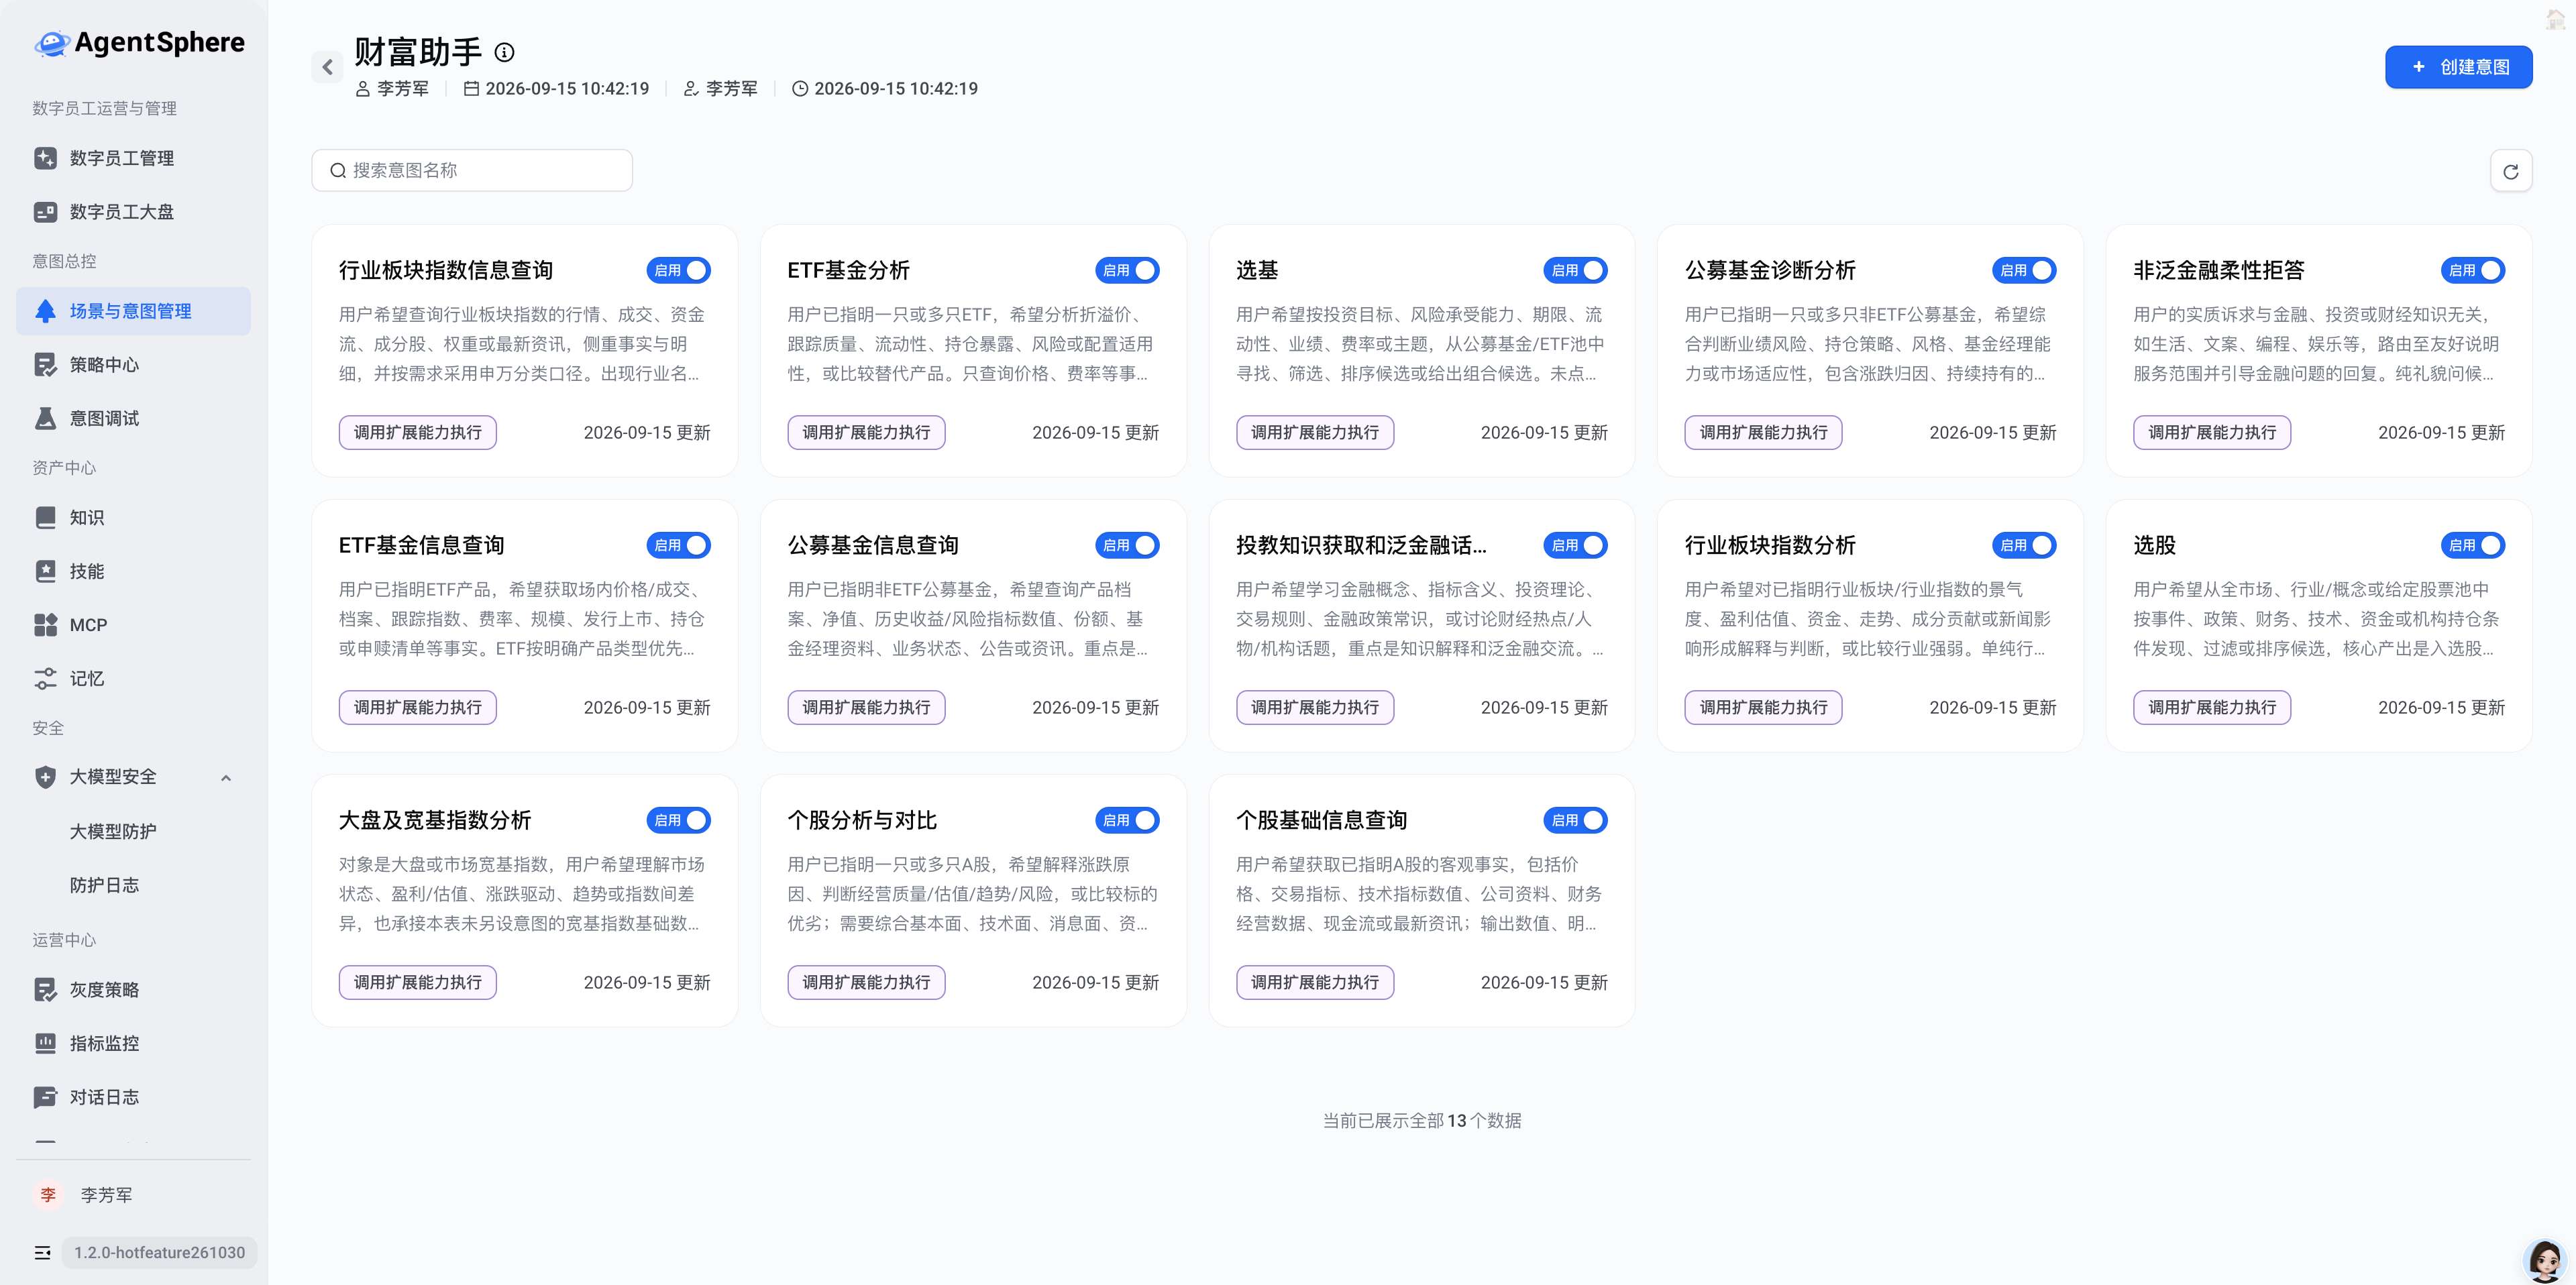 AgentSphere
数字员工运营与管理
数字员工管理
数字员工大盘
意图总控
场景与意图管理
策略中心
意图调试
资产中心
知识
技能
MCP
记忆
安全
大模型安全
大模型防护
防护日志
运营中心
灰度策略
指标监控
对话日志
李 李芳军
1.2.0-hotfeature261030
财富助手
李芳军 2026-09-15 10:42:19 李芳军 2026-09-15 10:42:19
+ 创建意图
搜索意图名称
行业板块指数信息查询 启用
用户希望查询行业板块指数的行情、成交、资金
流、成分股、权重或最新资讯，侧重事实与明
细，并按需求采用申万分类口径。出现行业名...
调用扩展能力执行 2026-09-15 更新
ETF基金分析 启用
用户已指明一只或多只ETF，希望分析折溢价、
跟踪质量、流动性、持仓暴露、风险或配置适用
性，或比较替代产品。只查询价格、费率等事...
调用扩展能力执行 2026-09-15 更新
选基 启用
用户希望按投资目标、风险承受能力、期限、流
动性、业绩、费率或主题，从公募基金/ETF池中
寻找、筛选、排序候选或给出组合候选。未点...
调用扩展能力执行 2026-09-15 更新
公募基金诊断分析 启用
用户已指明一只或多只非ETF公募基金，希望综
合判断业绩风险、持仓策略、风格、基金经理能
力或市场适应性，包含涨跌归因、持续持有的...
调用扩展能力执行 2026-09-15 更新
非泛金融柔性拒答 启用
用户的实质诉求与金融、投资或财经知识无关，
如生活、文案、编程、娱乐等，路由至友好说明
服务范围并引导金融问题的回复。纯礼貌问候...
调用扩展能力执行 2026-09-15 更新
ETF基金信息查询 启用
用户已指明ETF产品，希望获取场内价格/成交、
档案、跟踪指数、费率、规模、发行上市、持仓
或申赎清单等事实。ETF按明确产品类型优先...
调用扩展能力执行 2026-09-15 更新
公募基金信息查询 启用
用户已指明非ETF公募基金，希望查询产品档
案、净值、历史收益/风险指标数值、份额、基
金经理资料、业务状态、公告或资讯。重点是...
调用扩展能力执行 2026-09-15 更新
投教知识获取和泛金融话... 启用
用户希望学习金融概念、指标含义、投资理论、
交易规则、金融政策常识，或讨论财经热点/人
物/机构话题，重点是知识解释和泛金融交流。...
调用扩展能力执行 2026-09-15 更新
行业板块指数分析 启用
用户希望对已指明行业板块/行业指数的景气
度、盈利估值、资金、走势、成分贡献或新闻影
响形成解释与判断，或比较行业强弱。单纯行...
调用扩展能力执行 2026-09-15 更新
选股 启用
用户希望从全市场、行业/概念或给定股票池中
按事件、政策、财务、技术、资金或机构持仓条
件发现、过滤或排序候选，核心产出是入选股...
调用扩展能力执行 2026-09-15 更新
大盘及宽基指数分析 启用
对象是大盘或市场宽基指数，用户希望理解市场
状态、盈利/估值、涨跌驱动、趋势或指数间差
异，也承接本表未另设意图的宽基指数基础数...
调用扩展能力执行 2026-09-15 更新
个股分析与对比 启用
用户已指明一只或多只A股，希望解释涨跌原
因、判断经营质量/估值/趋势/风险，或比较标的
优劣；需要综合基本面、技术面、消息面、资...
调用扩展能力执行 2026-09-15 更新
个股基础信息查询 启用
用户希望获取已指明A股的客观事实，包括价
格、交易指标、技术指标数值、公司资料、财务
经营数据、现金流或最新资讯；输出数值、明...
调用扩展能力执行 2026-09-15 更新
当前已展示全部 13 个数据